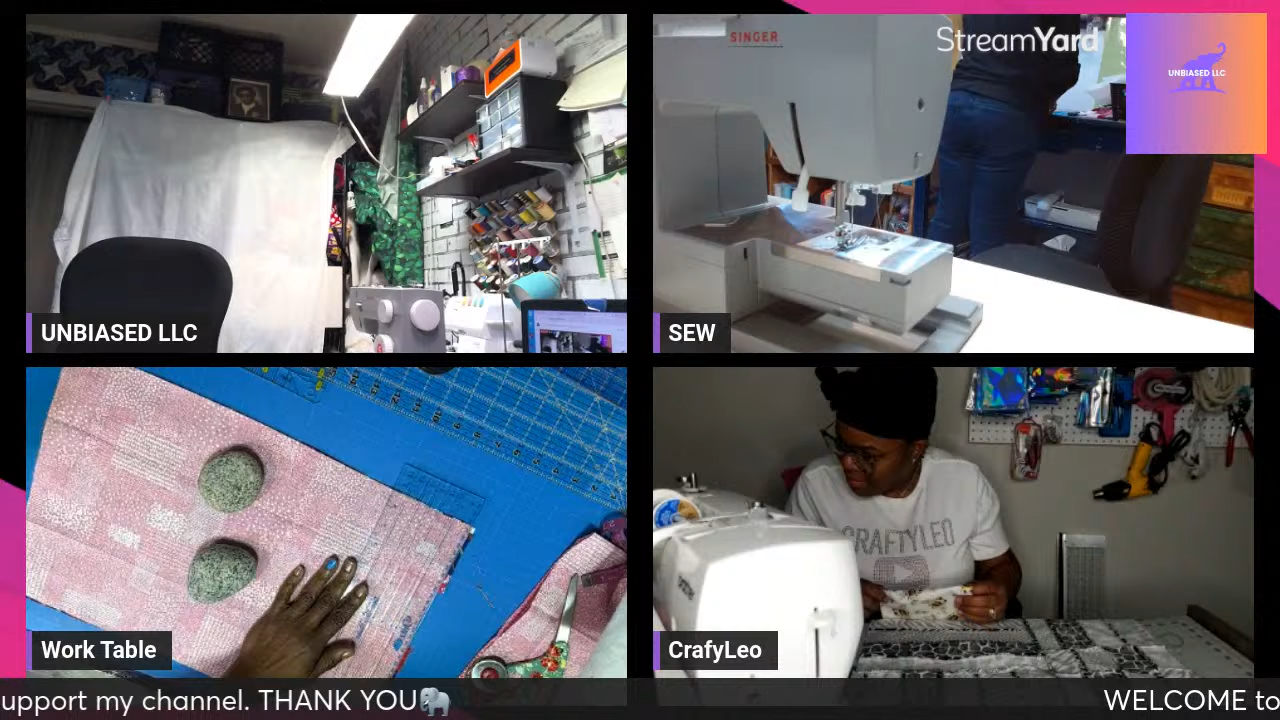 SINGER
StreamYard
UNBIASED LLC
UNBIASED LLC
SEW
CRAFTYLEO
Work Table
CrafyLeo
upport my channel. THANK YOU🐘
WELCOME to